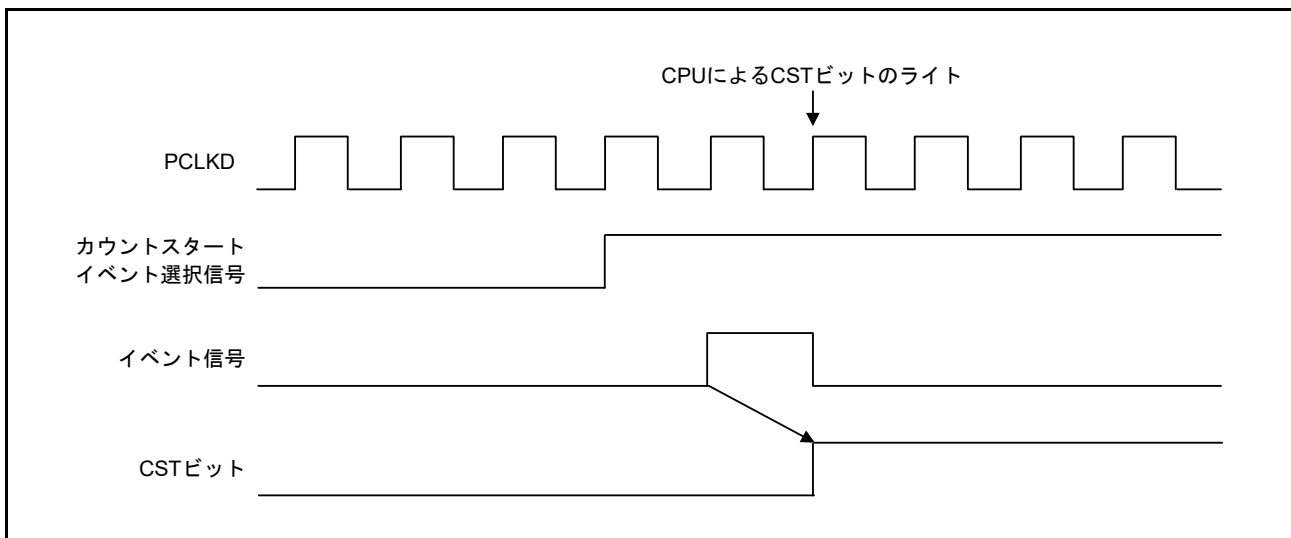 CPUによるCSTビットのライト
PCLKD
カウントスタート
イベント選択信号
イベント信号
CSTビット